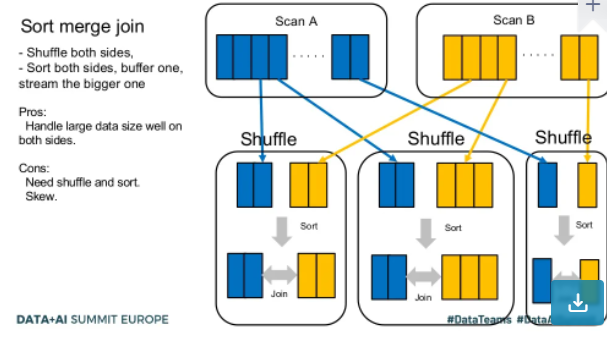 Sort merge join
- Shuffle both sides,
- Sort both sides, buffer one,
stream the bigger one
Pros:
Handle large data size well on
both sides.
Cons:
Need shuffle and sort.
Skew.
Scan A
Scan B
Shuffle
Shuffle
Shuffle
Sort
Sort
Sort
Join
Join
DATA+AI SUMMIT EUROPE
#DataTeams #DataA